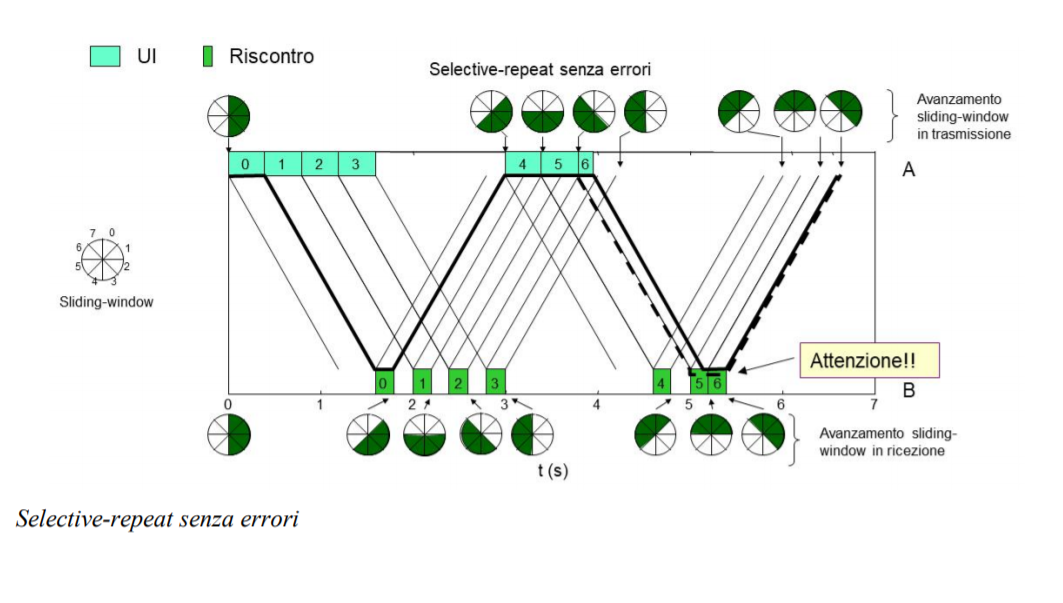 UI Riscontro
Selective-repeat senza errori
Avanzamento
sliding-window
in trasmissione
0 1 2 3 4 5 6
A
7 0
6 1
5 2
4 3
Sliding-window
Attenzione!!
0 1 2 3 4 5 6
B
0 1 2 3 4 5 6 7
Avanzamento sliding-
window in ricezione
t (s)
Selective-repeat senza errori